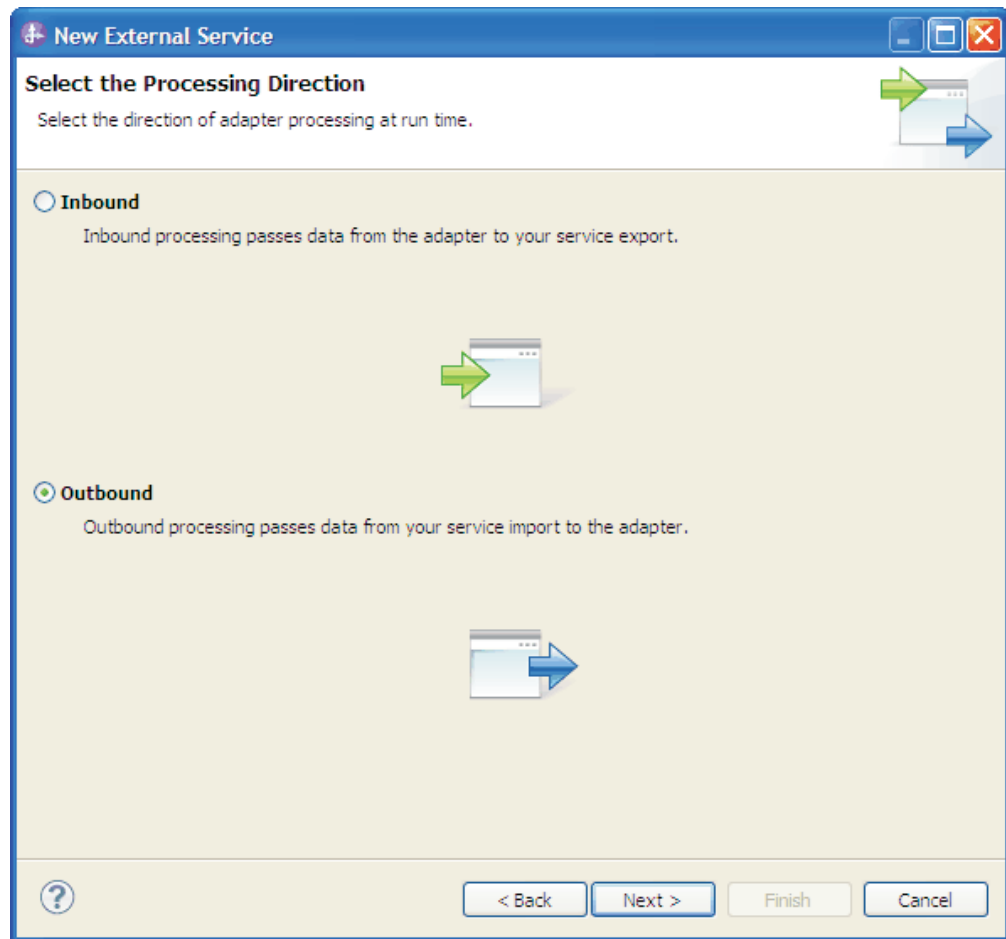 New External Service
Select the Processing Direction
Select the direction of adapter processing at run time.
Inbound
Inbound processing passes data from the adapter to your service export.
Outbound
Outbound processing passes data from your service import to the adapter.
?
< Back
Next >
Finish
Cancel